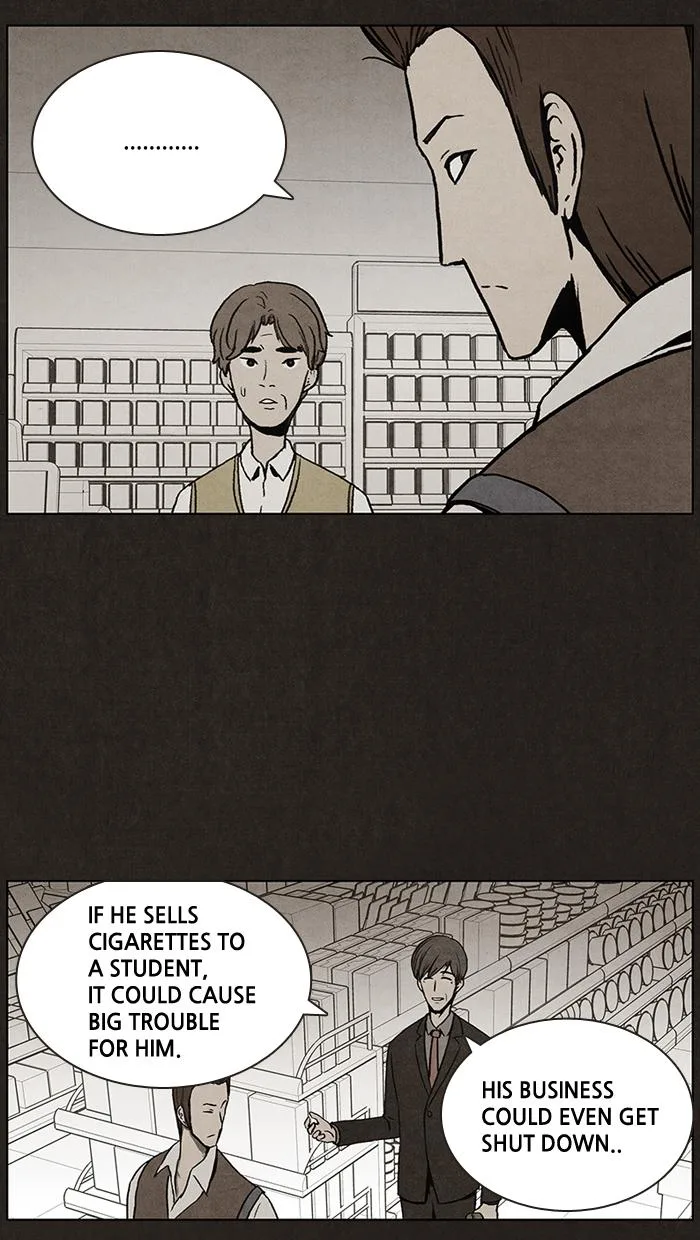 .............
IF HE SELLS
CIGARETTES TO
A STUDENT,
IT COULD CAUSE
BIG TROUBLE
FOR HIM.
HIS BUSINESS
COULD EVEN GET
SHUT DOWN..